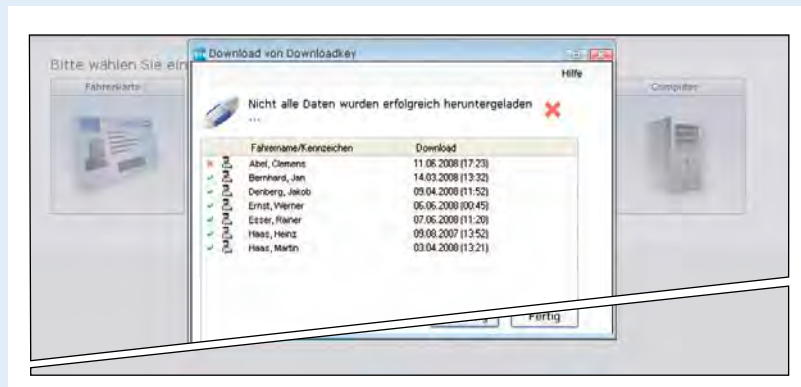 Download von Downloadkey
Hilfe
Bitte wählen Sie ein
Fahrerkarte
Computer
Nicht alle Daten wurden erfolgreich heruntergeladen
...
Fahrername/Kennzeichen Download
Abel, Clemens 11.06.2008 (17:23)
Bernhard, Jan 14.03.2008 (13:32)
Denberg, Jakob 09.04.2008 (11:52)
Ernst, Werner 06.06.2008 (00:45)
Esser, Rainer 07.06.2008 (11:20)
Haas, Heinz 09.08.2007 (13:52)
Haas, Martin 03.04.2008 (13:21)
Fertig